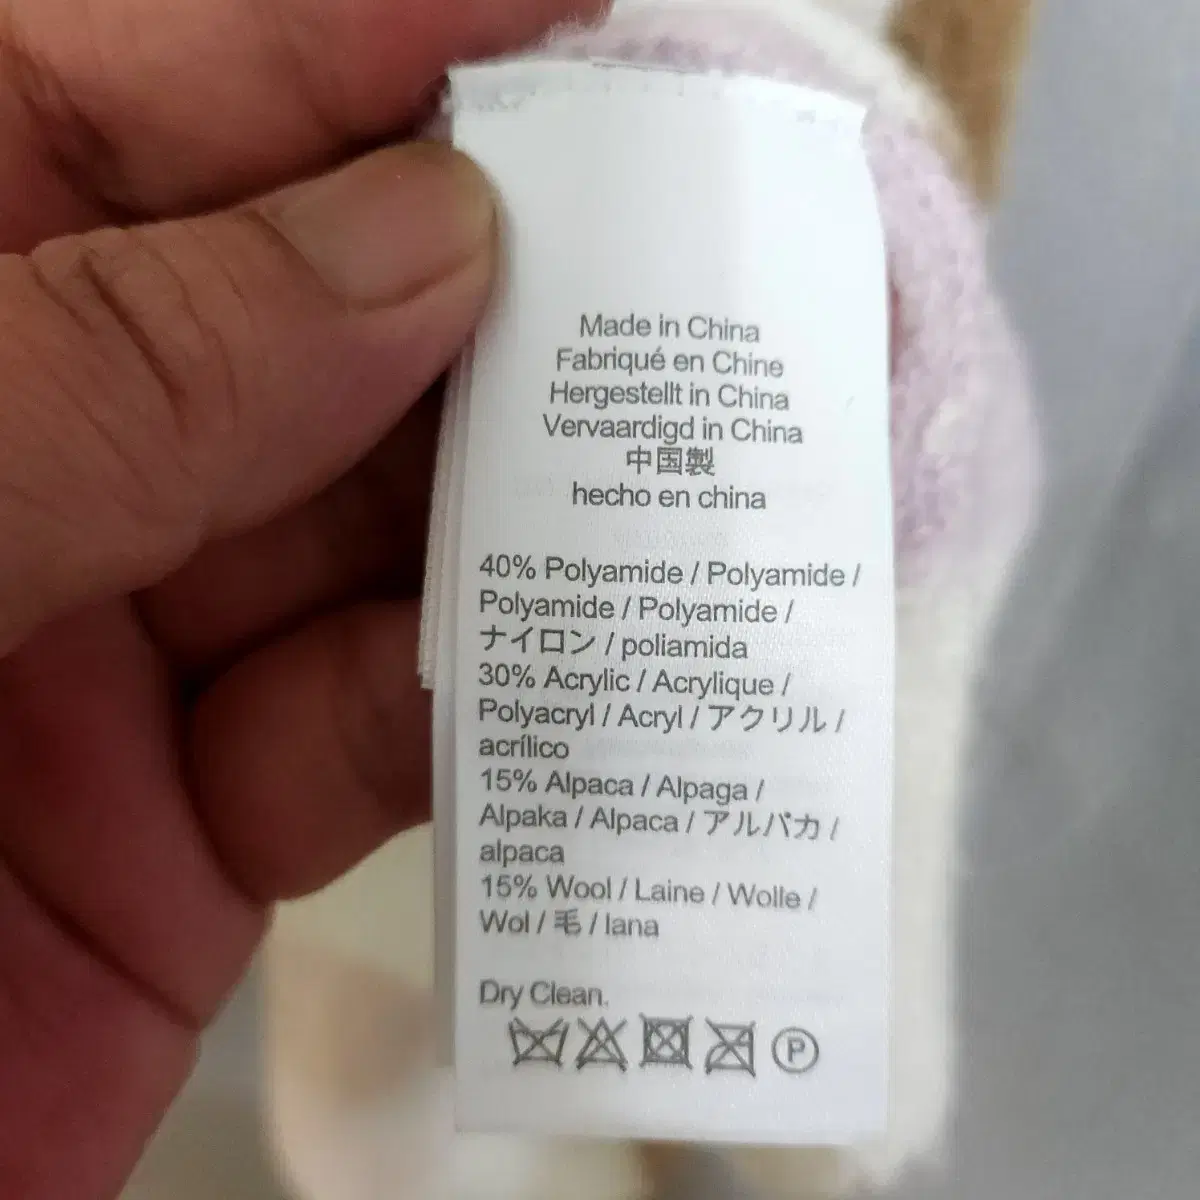 Made in China
Fabriqué en Chine
Hergestellt in China
Vervaardigd in China
中国製
hecho en china
40% Polyamide / Polyamide /
Polyamide / Polyamide /
ナイロン / poliamida
30% Acrylic / Acrylique /
Polyacryl / Acryl / アクリル /
acrílico
15% Alpaca / Alpaga /
Alpaka / Alpaca / アルパカ /
alpaca
15% Wool / Laine / Wolle /
Wol / 毛 / lana
Dry Clean.
P